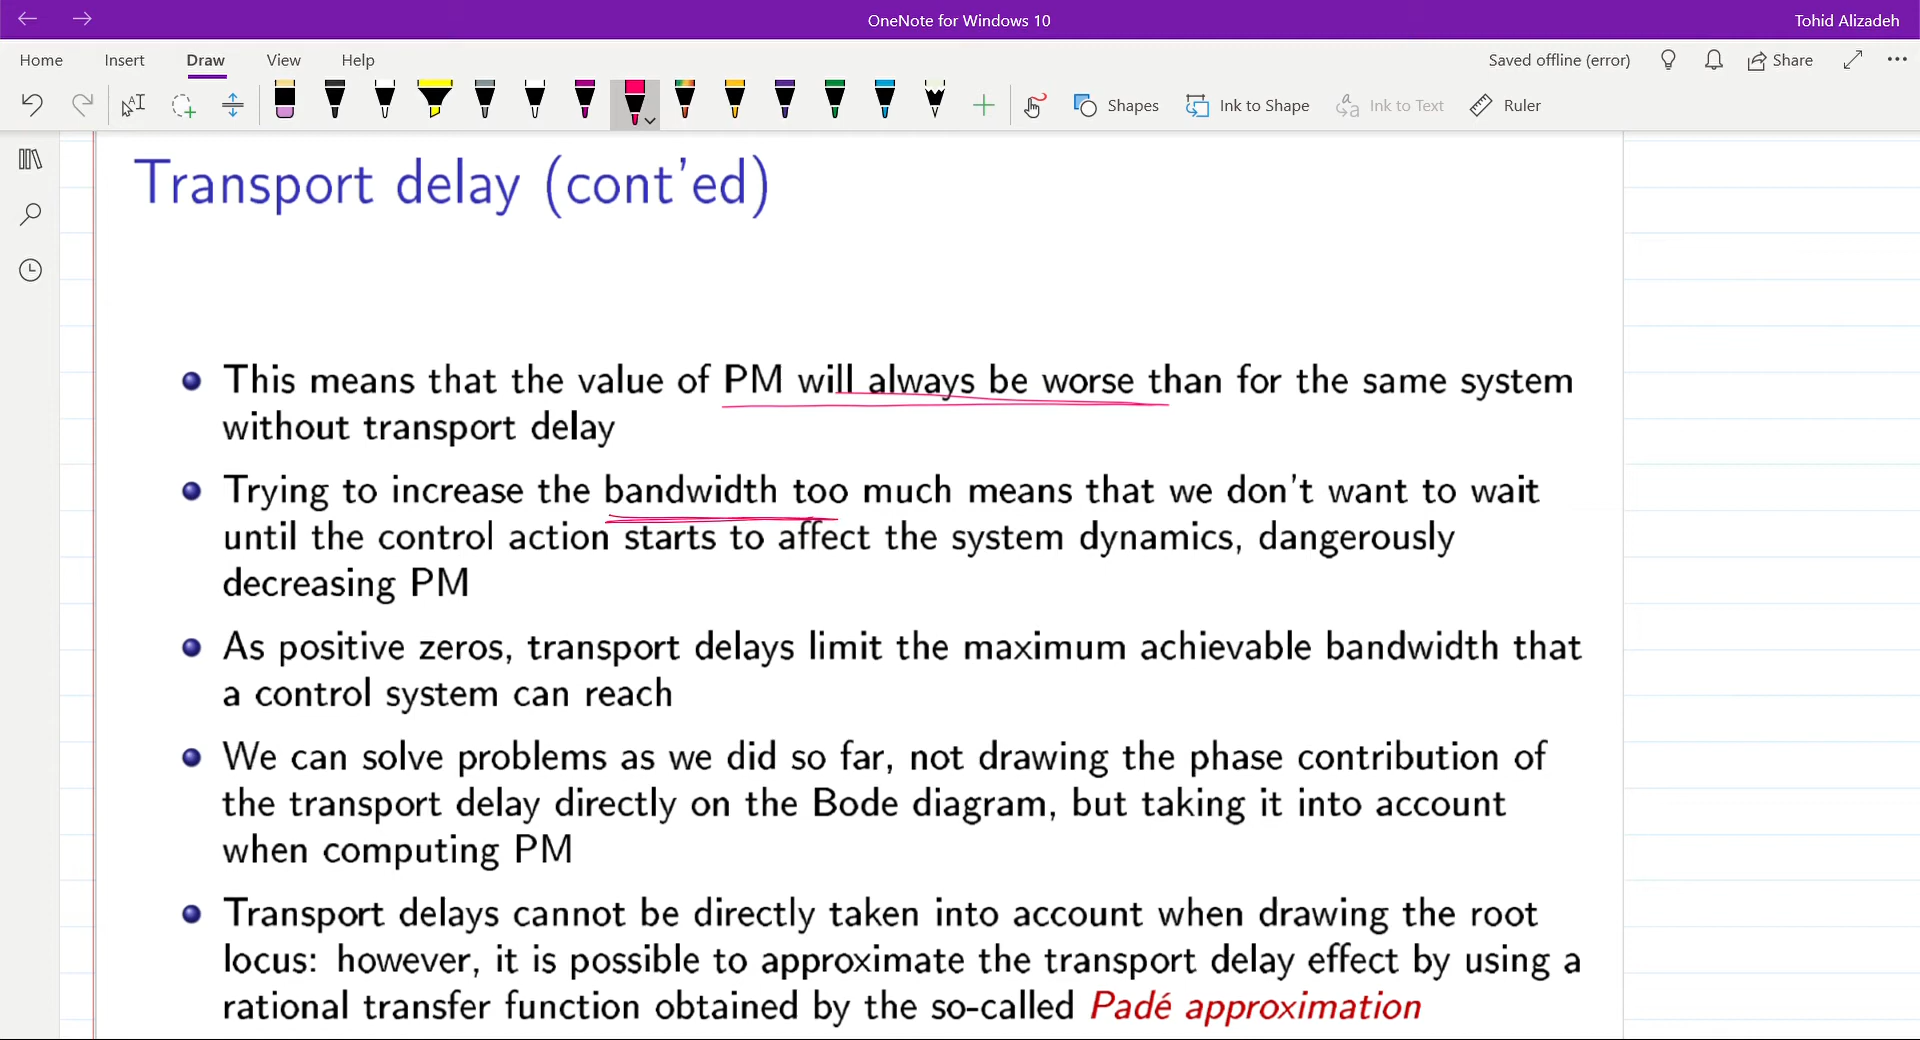 OneNote for Windows 10
Tohid Alizadeh
Home Insert Draw View Help
Saved offline (error) Share
Shapes Ink to Shape Ink to Text Ruler
Transport delay (cont'ed)
This means that the value of PM will always be worse than for the same system
without transport delay
Trying to increase the bandwidth too much means that we don't want to wait
until the control action starts to affect the system dynamics, dangerously
decreasing PM
As positive zeros, transport delays limit the maximum achievable bandwidth that
a control system can reach
We can solve problems as we did so far, not drawing the phase contribution of
the transport delay directly on the Bode diagram, but taking it into account
when computing PM
Transport delays cannot be directly taken into account when drawing the root
locus: however, it is possible to approximate the transport delay effect by using a
rational transfer function obtained by the so-called Padé approximation